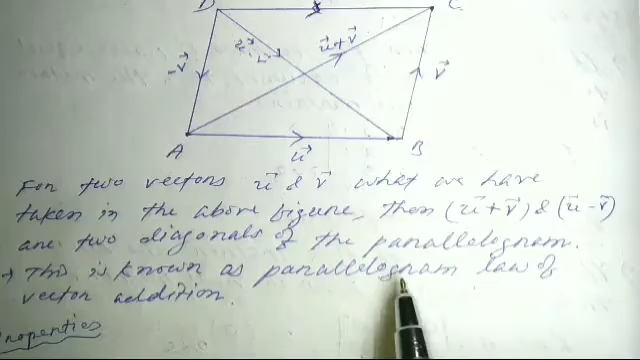 D C
-v⃗ u⃗-v⃗ u⃗+v⃗ v⃗
A u⃗ B
For two vectors u⃗ & v⃗ what we have
taken in the above figure, then (u⃗+v⃗) & (u⃗-v⃗)
are two diagonals of the parallelogram.
→ This is known as parallelogram law of
vector addition.
Properties